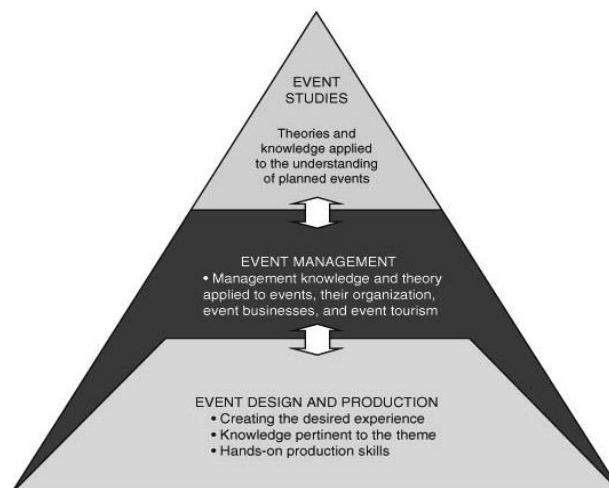 EVENT
STUDIES
Theories and
knowledge applied
to the understanding
of planned events
EVENT MANAGEMENT
• Management knowledge and theory
applied to events, their organization,
event businesses, and event tourism
EVENT DESIGN AND PRODUCTION
• Creating the desired experience
• Knowledge pertinent to the theme
• Hands-on production skills